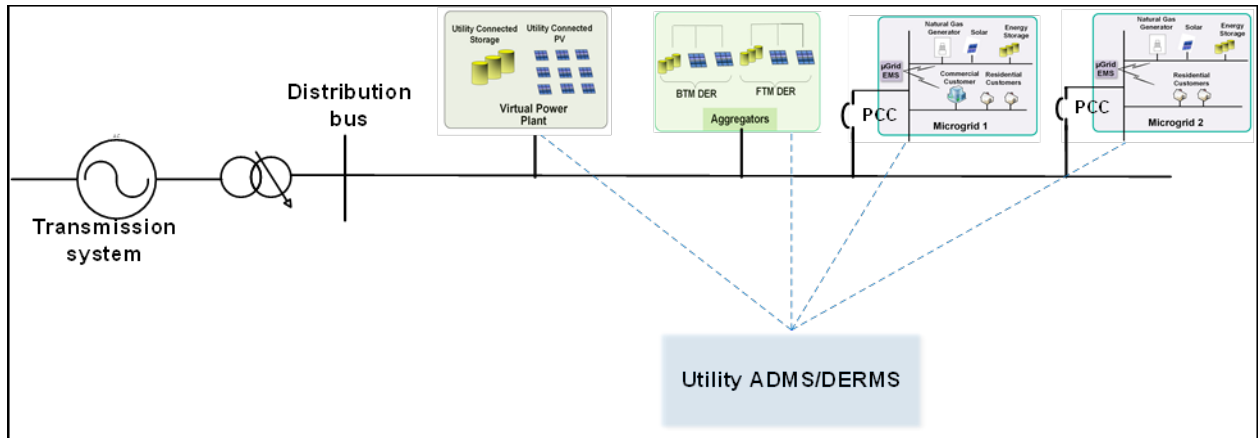 Transmission
system
Distribution
bus
Utility Connected
Storage
Utility Connected
PV
Virtual Power
Plant
BTM DER
FTM DER
Aggregators
PCC
Natural Gas
Generator
Solar
Energy
Storage
µGrid
EMS
Commercial
Customer
Residential
Customers
Microgrid 1
PCC
Natural Gas
Generator
Solar
Energy
Storage
µGrid
EMS
Residential
Customers
Microgrid 2
Utility ADMS/DERMS